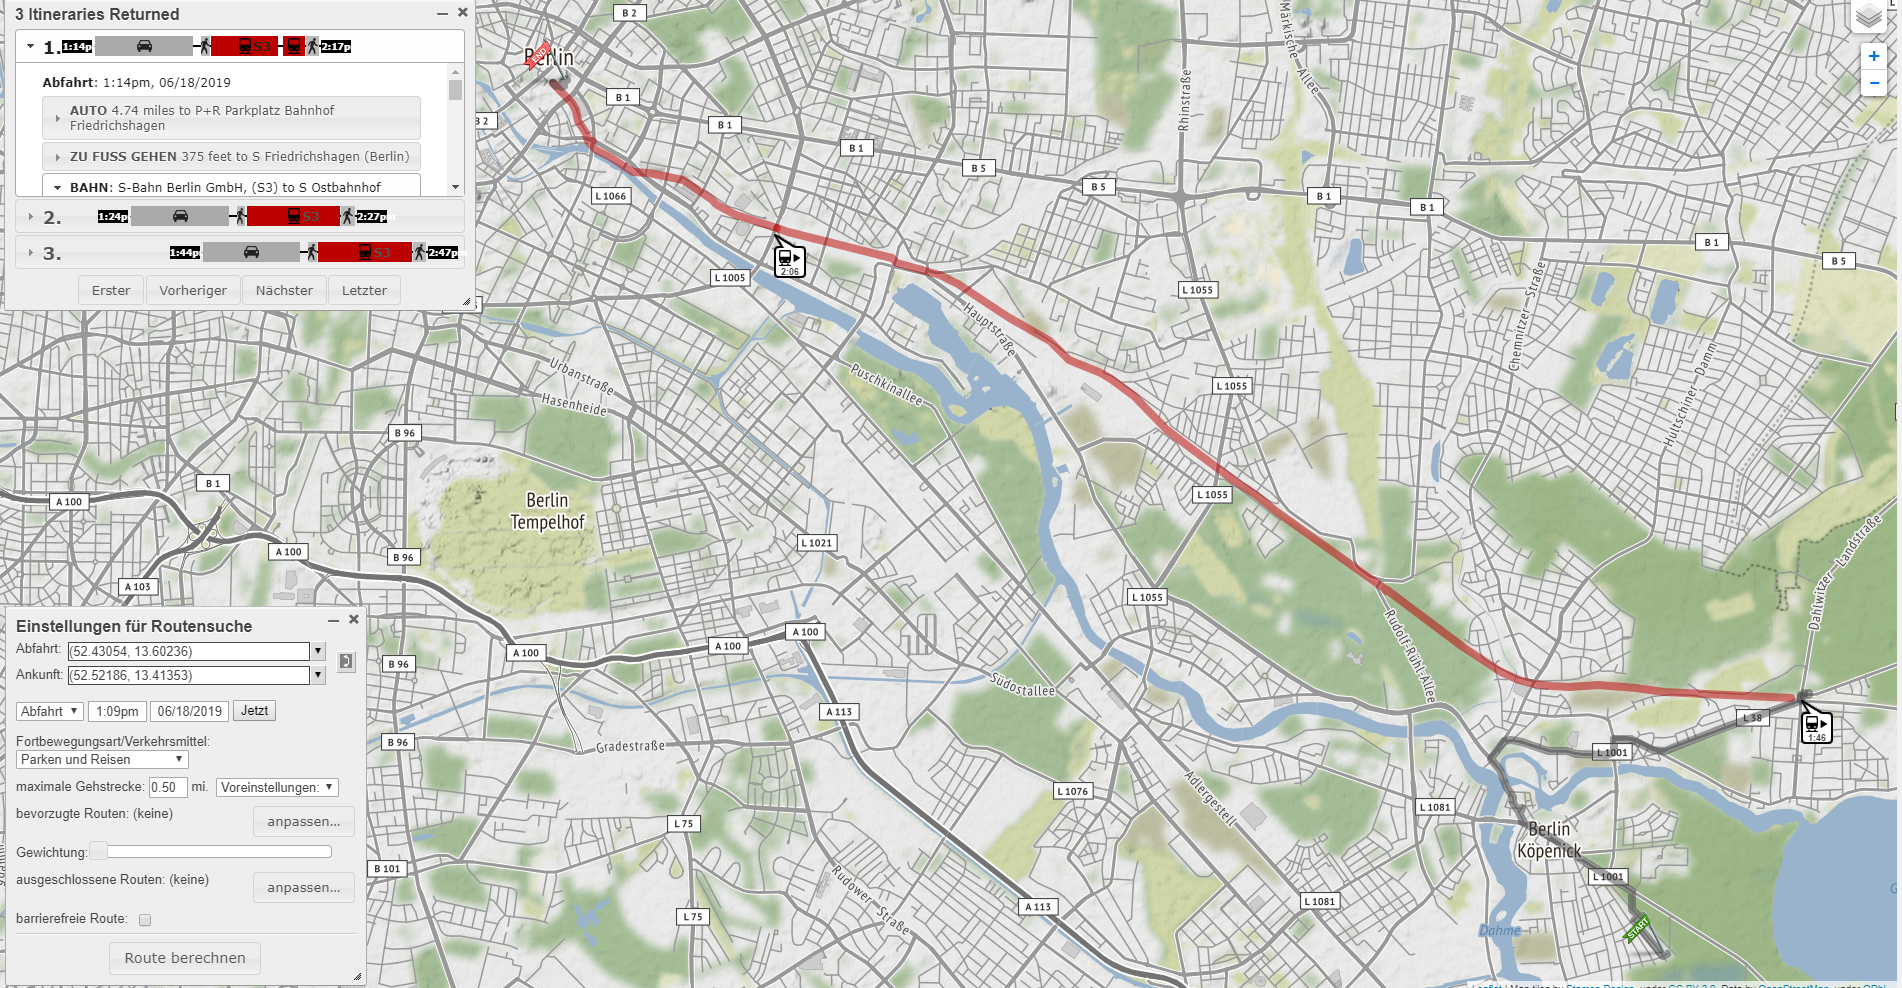 3 Itineraries Returned
1. 1:14p S3 2:17p
Abfahrt: 1:14pm, 06/18/2019
AUTO 4.74 miles to P+R Parkplatz Bahnhof
Friedrichshagen
ZU FUSS GEHEN 375 feet to S Friedrichshagen (Berlin)
BAHN: S-Bahn Berlin GmbH, (S3) to S Ostbahnhof
2. 1:24p S3 2:27p
3. 1:44p S3 2:47p
Erster Vorheriger Nächster Letzter
Einstellungen für Routensuche
Abfahrt: (52.43054, 13.60236)
Ankunft: (52.52186, 13.41353)
Abfahrt 1:09pm 06/18/2019 Jetzt
Fortbewegungsart/Verkehrsmittel:
Parken und Reisen
maximale Gehstrecke: 0.50 mi. Voreinstellungen:
bevorzugte Routen: (keine)
anpassen...
Gewichtung:
ausgeschlossene Routen: (keine)
anpassen...
barrierefreie Route:
Route berechnen
B 2
Berlin
END
B 1
B 2
B 1
B 1
B 5
B 5
B 1
B 1
B 1
B 5
L 1066
L 1005
2:06
Märkische-Allee
Rhinstraße
L 1055
Hauptstraße
Chemnitzer-Straße
Hultschiner-Damm
Urbanstraße
Hasenheide
Puschkinallee
L 1055
B 96
B 1
A 100
Berlin
Tempelhof
L 1055
A 100
B 96
L 1021
A 103
L 1055
Dahlwitzer-Landstraße
Rudolf-Rühl-Allee
A 100
A 100
A 100
B 96
Südostallee
A 113
B 96
Gradestraße
L 38
1:46
L 1001
L 1076
Adlergestell
L 1081
L 75
Berlin
Köpenick
B 101
L 1001
Rudower-Straße
L 75
A 113
L 1081
Dahme
START
+
−